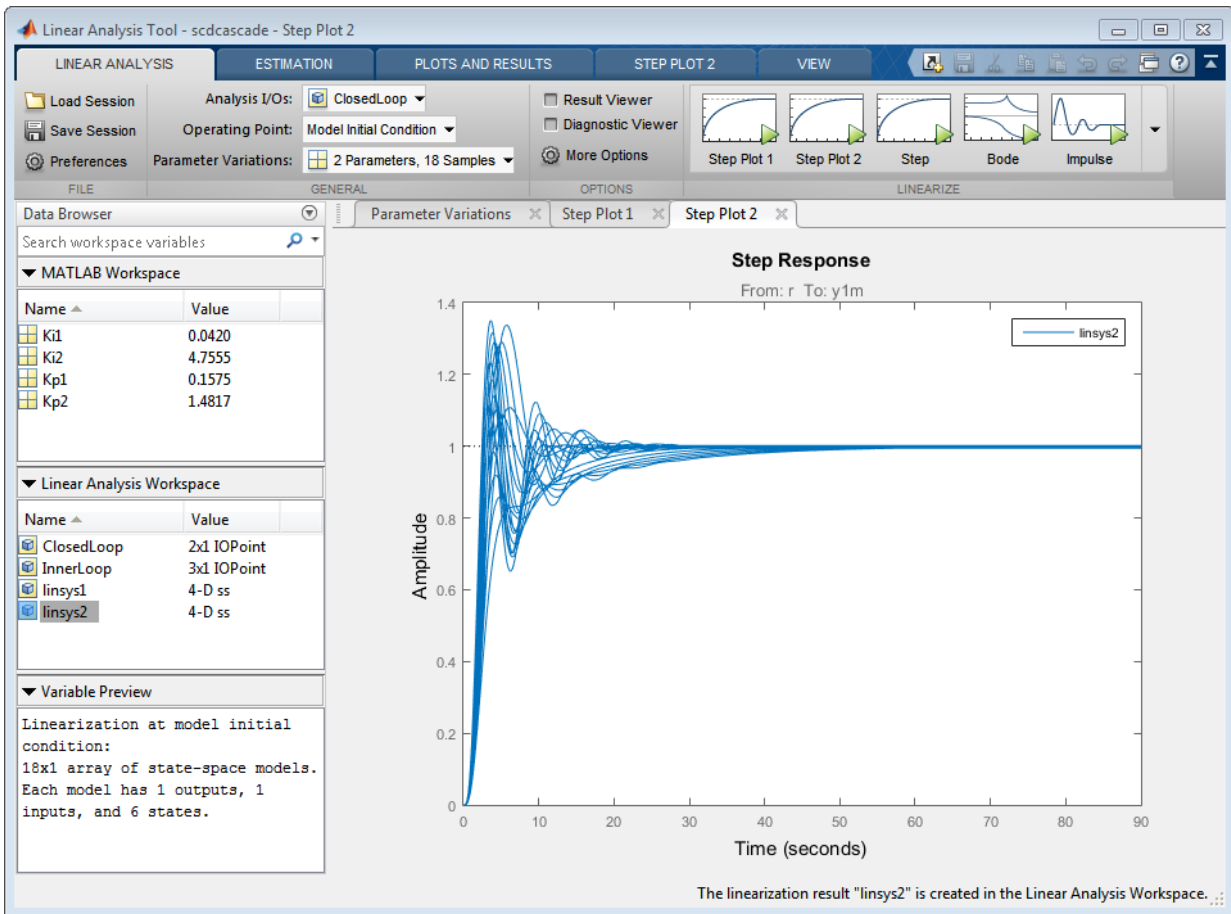 Linear Analysis Tool - scdcascade - Step Plot 2
LINEAR ANALYSIS ESTIMATION PLOTS AND RESULTS STEP PLOT 2 VIEW
Load Session
Save Session
Preferences
FILE
Analysis I/Os: ClosedLoop
Operating Point: Model Initial Condition
Parameter Variations: 2 Parameters, 18 Samples
GENERAL
Result Viewer
Diagnostic Viewer
More Options
OPTIONS
Step Plot 1 Step Plot 2 Step Bode Impulse
LINEARIZE
Data Browser
Search workspace variables
MATLAB Workspace
Name Value
Ki1 0.0420
Ki2 4.7555
Kp1 0.1575
Kp2 1.4817
Linear Analysis Workspace
Name Value
ClosedLoop 2x1 IOPoint
InnerLoop 3x1 IOPoint
linsys1 4-D ss
linsys2 4-D ss
Variable Preview
Linearization at model initial
condition:
18x1 array of state-space models.
Each model has 1 outputs, 1
inputs, and 6 states.
Parameter Variations Step Plot 1 Step Plot 2
Step Response
From: r To: y1m
linsys2
Amplitude
1.4
1.2
1
0.8
0.6
0.4
0.2
0
0 10 20 30 40 50 60 70 80 90
Time (seconds)
The linearization result "linsys2" is created in the Linear Analysis Workspace.